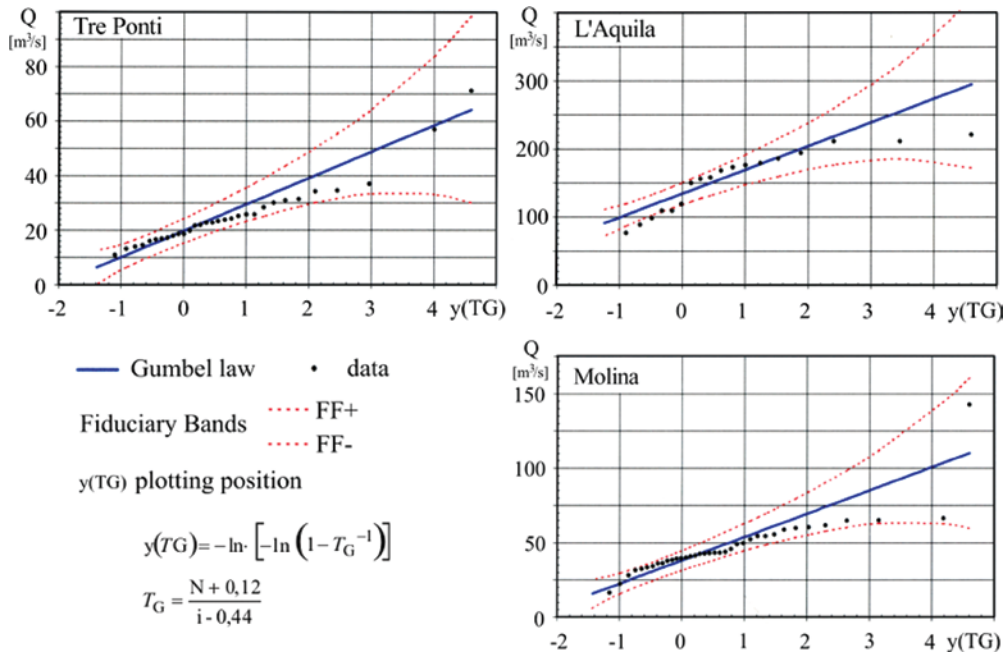 Q
[m³/s]
Tre Ponti
80
60
40
20
0
-2 -1 0 1 2 3 4 y(TG)
Q
[m³/s]
L'Aquila
300
200
100
0
-2 -1 0 1 2 3 4 y(TG)
Gumbel law • data
Fiduciary Bands
FF+
FF-
y(TG) plotting position
y(TG)=−ln· [−ln (1−T_G⁻¹)]
T_G = (N + 0,12)/(i - 0,44)
Q
[m³/s]
Molina
150
100
50
0
-2 -1 0 1 2 3 4 y(TG)